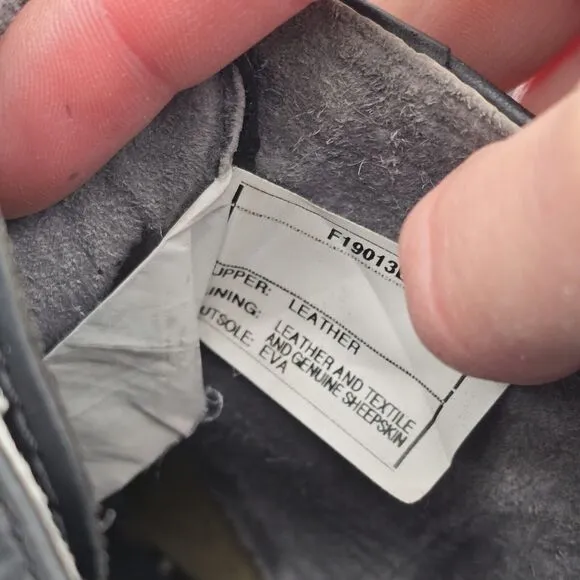 F19013
UPPER: LEATHER
INING: LEATHER AND TEXTILE
AND GENUINE SHEEPSKIN
UTSOLE: EVA